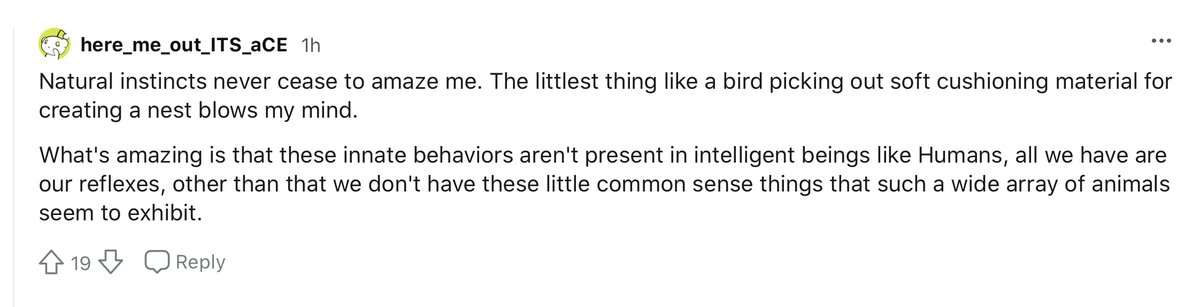 here_me_out_ITS_aCE 1h
Natural instincts never cease to amaze me. The littlest thing like a bird picking out soft cushioning material for
creating a nest blows my mind.
What's amazing is that these innate behaviors aren't present in intelligent beings like Humans, all we have are
our reflexes, other than that we don't have these little common sense things that such a wide array of animals
seem to exhibit.
19 Reply